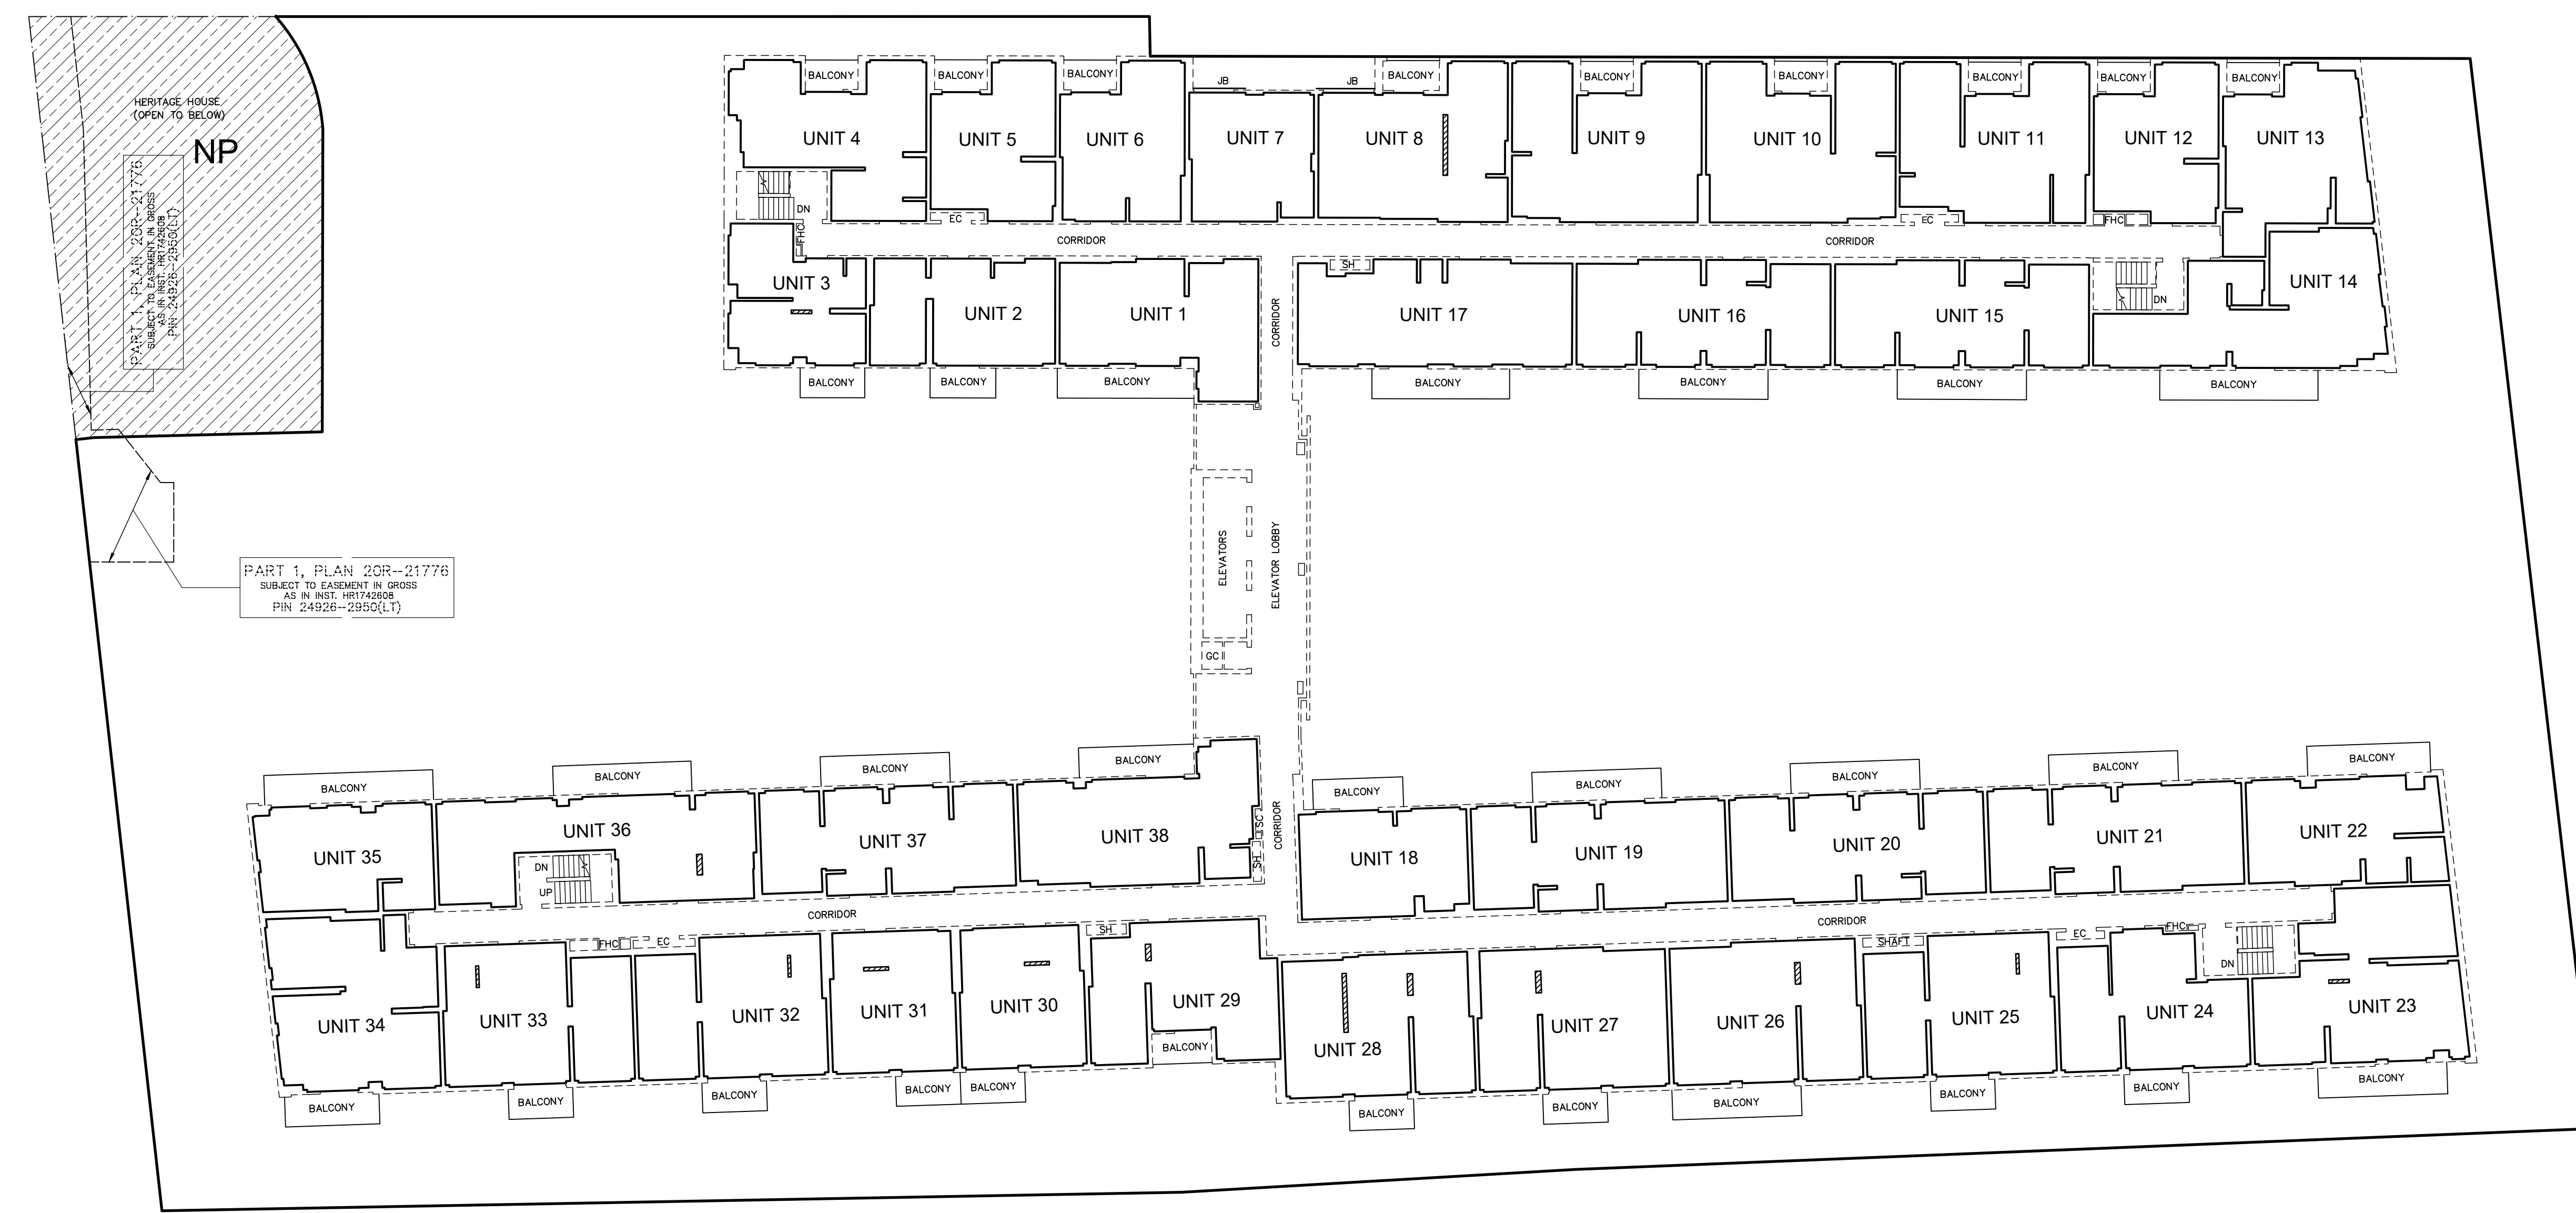 HERITAGE HOUSE
(OPEN TO BELOW)
NP
PART 1, PLAN 20R--21776
SUBJECT TO EASEMENT IN GROSS
AS IN INST. HR1742608
PIN 24926--2950(LT)
PART 1, PLAN 20R--21776
SUBJECT TO EASEMENT IN GROSS
AS IN INST. HR1742608
PIN 24926--2950(LT)
BALCONY
BALCONY
BALCONY
JB
JB
BALCONY
BALCONY
BALCONY
BALCONY
BALCONY
BALCONY
UNIT 4
UNIT 5
UNIT 6
UNIT 7
UNIT 8
UNIT 9
UNIT 10
UNIT 11
UNIT 12
UNIT 13
DN
EC
EC
FHC
FHC
CORRIDOR
CORRIDOR
SH
UNIT 3
UNIT 2
UNIT 1
CORRIDOR
UNIT 17
UNIT 16
UNIT 15
DN
UNIT 14
BALCONY
BALCONY
BALCONY
BALCONY
BALCONY
BALCONY
BALCONY
ELEVATORS
ELEVATOR LOBBY
GC
BALCONY
BALCONY
BALCONY
BALCONY
BALCONY
BALCONY
BALCONY
BALCONY
BALCONY
UNIT 35
UNIT 36
UNIT 37
UNIT 38
SC
SH
CORRIDOR
UNIT 18
UNIT 19
UNIT 20
UNIT 21
UNIT 22
DN
UP
CORRIDOR
CORRIDOR
FHC
EC
SH
SHAFT
EC
FHC
DN
UNIT 34
UNIT 33
UNIT 32
UNIT 31
UNIT 30
UNIT 29
BALCONY
UNIT 28
UNIT 27
UNIT 26
UNIT 25
UNIT 24
UNIT 23
BALCONY
BALCONY
BALCONY
BALCONY
BALCONY
BALCONY
BALCONY
BALCONY
BALCONY
BALCONY
BALCONY